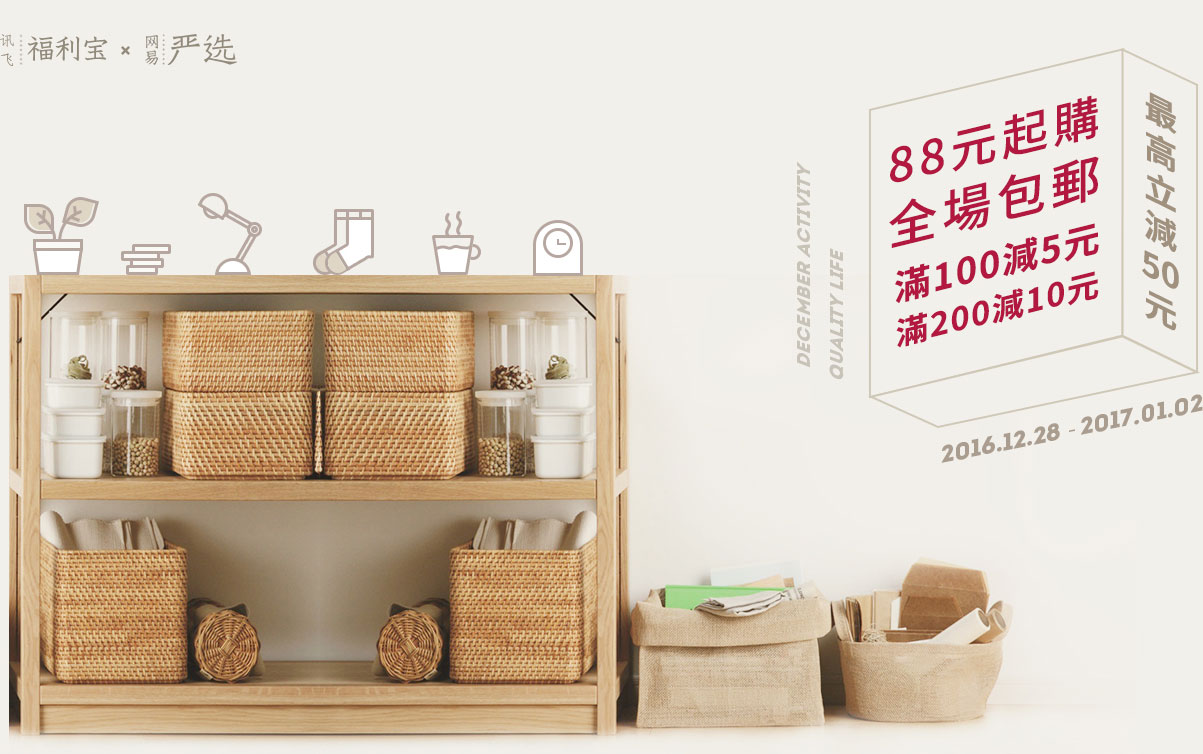 讯飞 福利宝 × 网易 严选
88元起購
全場包郵
滿100減5元
滿200減10元
最高立減50元
DECEMBER ACTIVITY
QUALITY LIFE
2016.12.28 - 2017.01.02